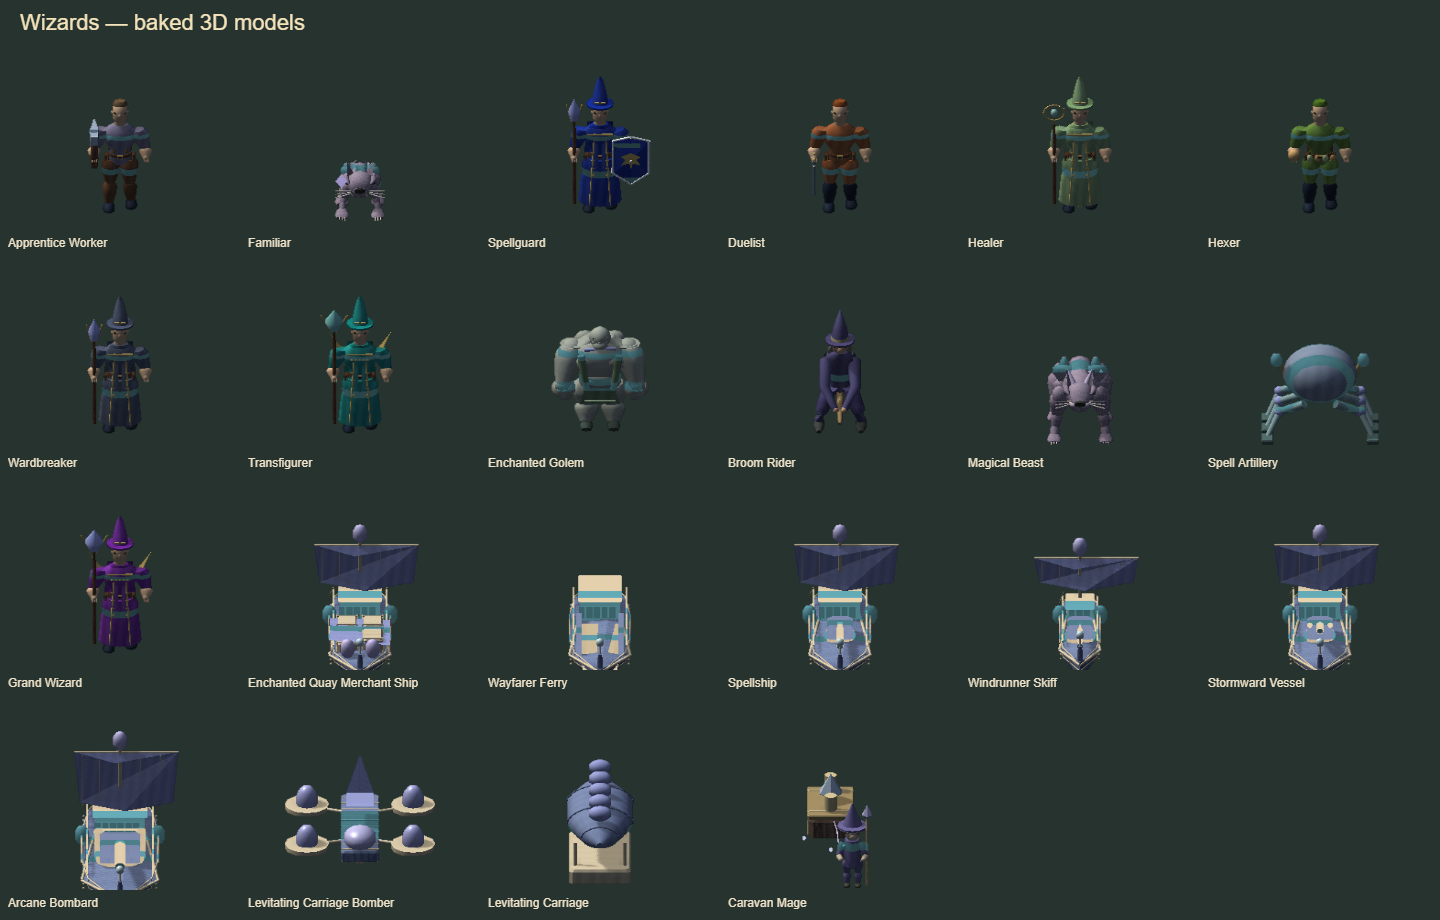 Wizards — baked 3D models
Apprentice Worker
Familiar
Spellguard
Duelist
Healer
Hexer
Wardbreaker
Transfigurer
Enchanted Golem
Broom Rider
Magical Beast
Spell Artillery
Grand Wizard
Enchanted Quay Merchant Ship
Wayfarer Ferry
Spellship
Windrunner Skiff
Stormward Vessel
Arcane Bombard
Levitating Carriage Bomber
Levitating Carriage
Caravan Mage